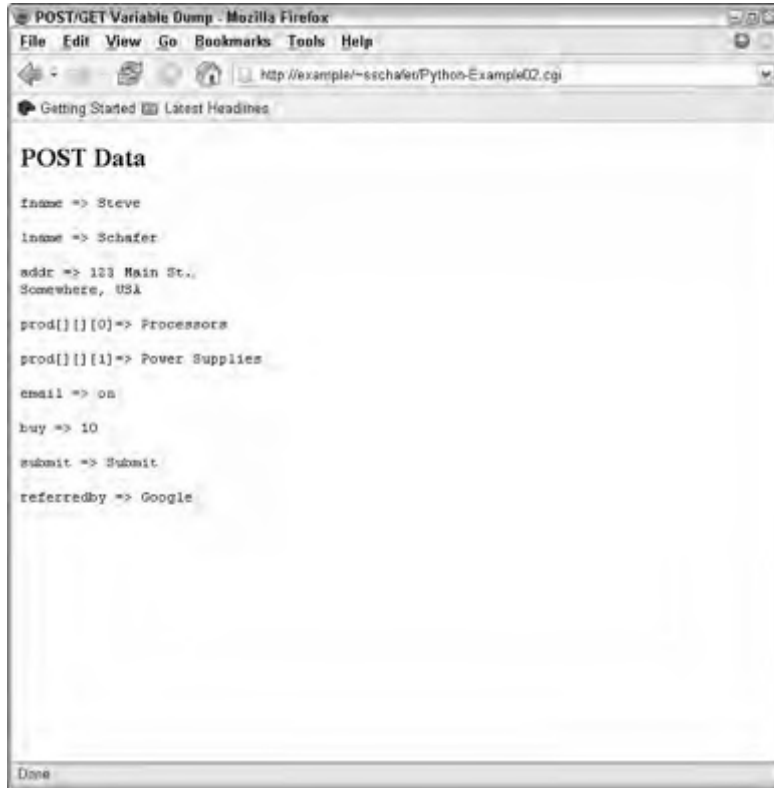 POST/GET Variable Dump - Mozilla Firefox
File Edit View Go Bookmarks Tools Help
http://example/~sschafer/Python-Example02.cgi
Getting Started Latest Headlines
POST Data
fname => Steve
lname => Schafer
addr => 123 Main St.,
Somewhere, USA
prod[][][0]=> Processors
prod[][][1]=> Power Supplies
email => on
buy => 10
submit => Submit
referredby => Google
Done